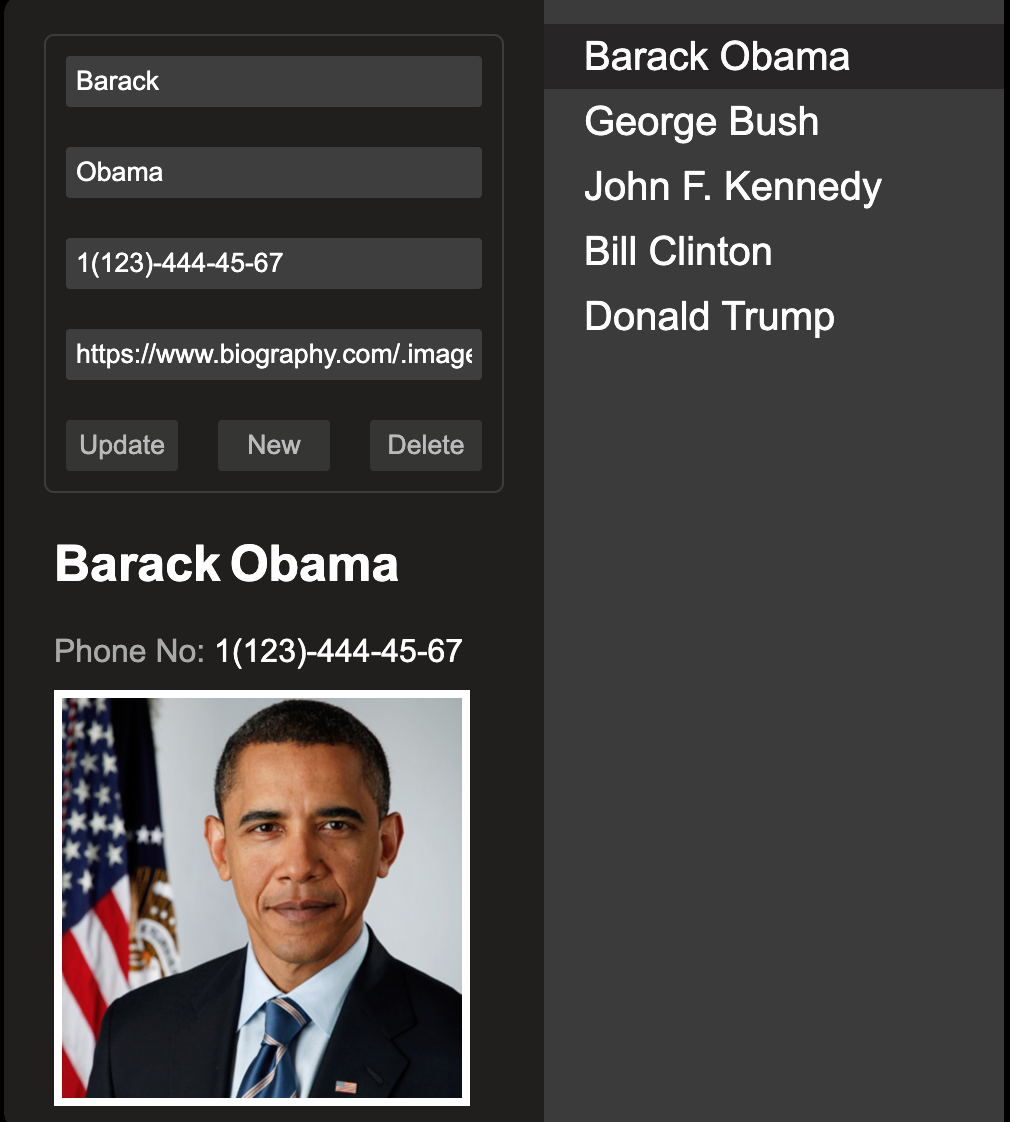 Barack
Obama
1(123)-444-45-67
https://www.biography.com/.image
Update New Delete
Barack Obama
Phone No: 1(123)-444-45-67
Barack Obama
George Bush
John F. Kennedy
Bill Clinton
Donald Trump